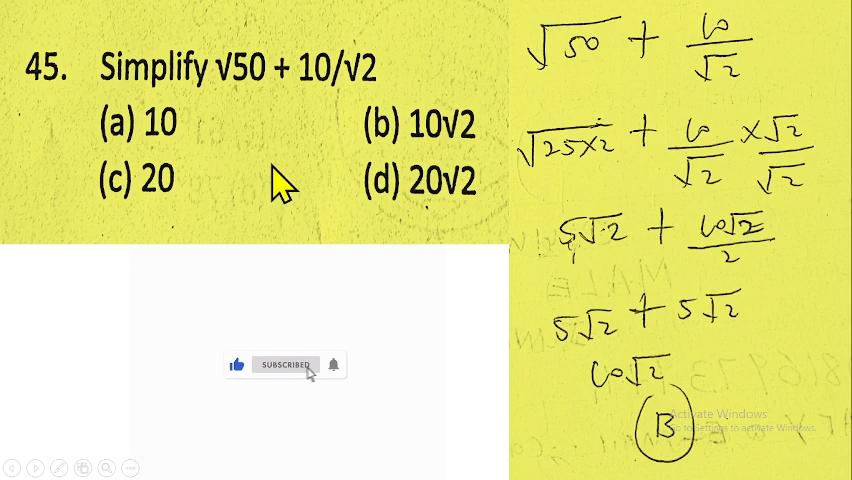 45. Simplify √50 + 10/√2
(a) 10 (b) 10√2
(c) 20 (d) 20√2
SUBSCRIBED
√50 + 10/√2
√25×2 + 10/√2 × √2/√2
5√2 + 10√2/2
5√2 + 5√2
10√2
B
Activate Windows
Go to Settings to activate Windows.
MALE